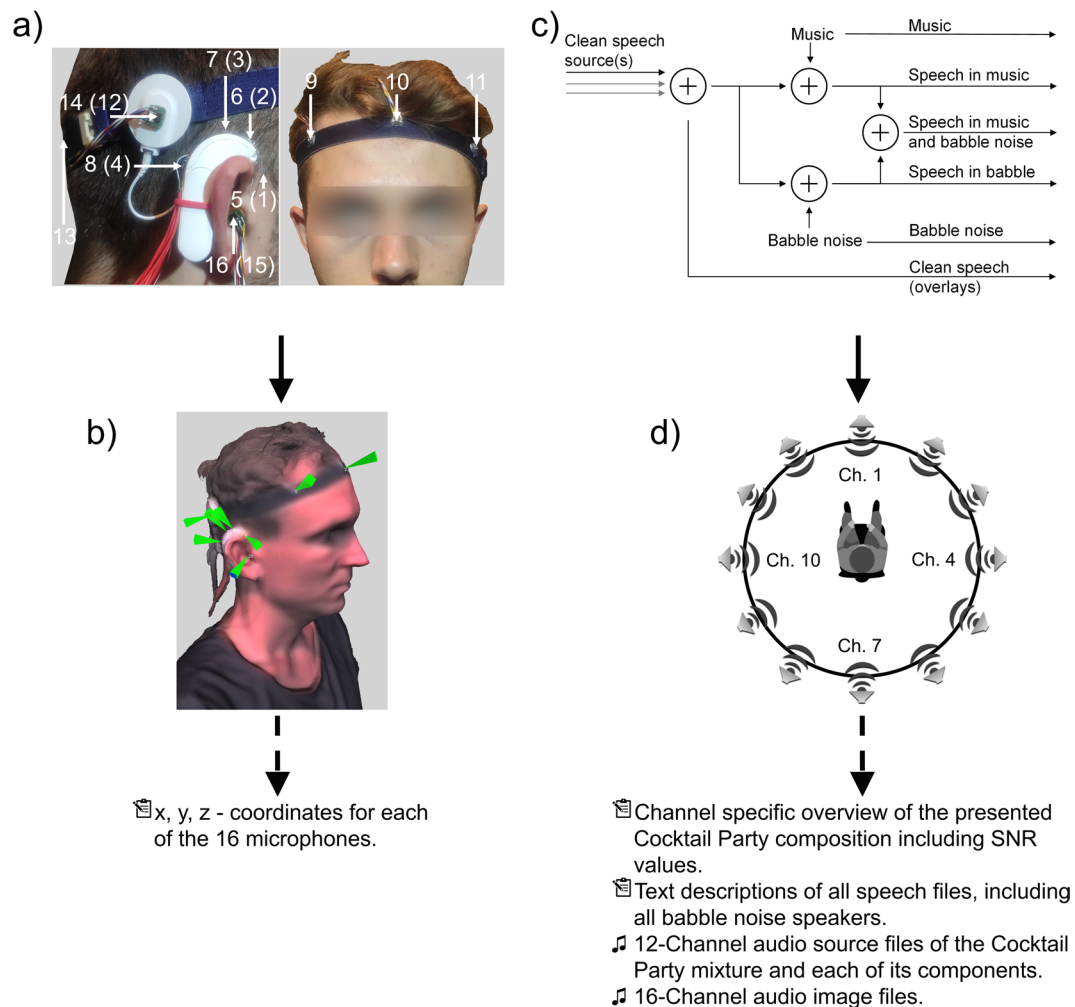 a)
7 (3)
6 (2)
14 (12)
8 (4)
5 (1)
13
16 (15)
9
10
11
b)
x, y, z - coordinates for each
of the 16 microphones.
c)
Clean speech
source(s)
Music
Music
Speech in music
Speech in music
and babble noise
Speech in babble
Babble noise
Babble noise
Clean speech
(overlays)
d)
Ch. 1
Ch. 10
Ch. 4
Ch. 7
Channel specific overview of the presented
Cocktail Party composition including SNR
values.
Text descriptions of all speech files, including
all babble noise speakers.
12-Channel audio source files of the Cocktail
Party mixture and each of its components.
16-Channel audio image files.